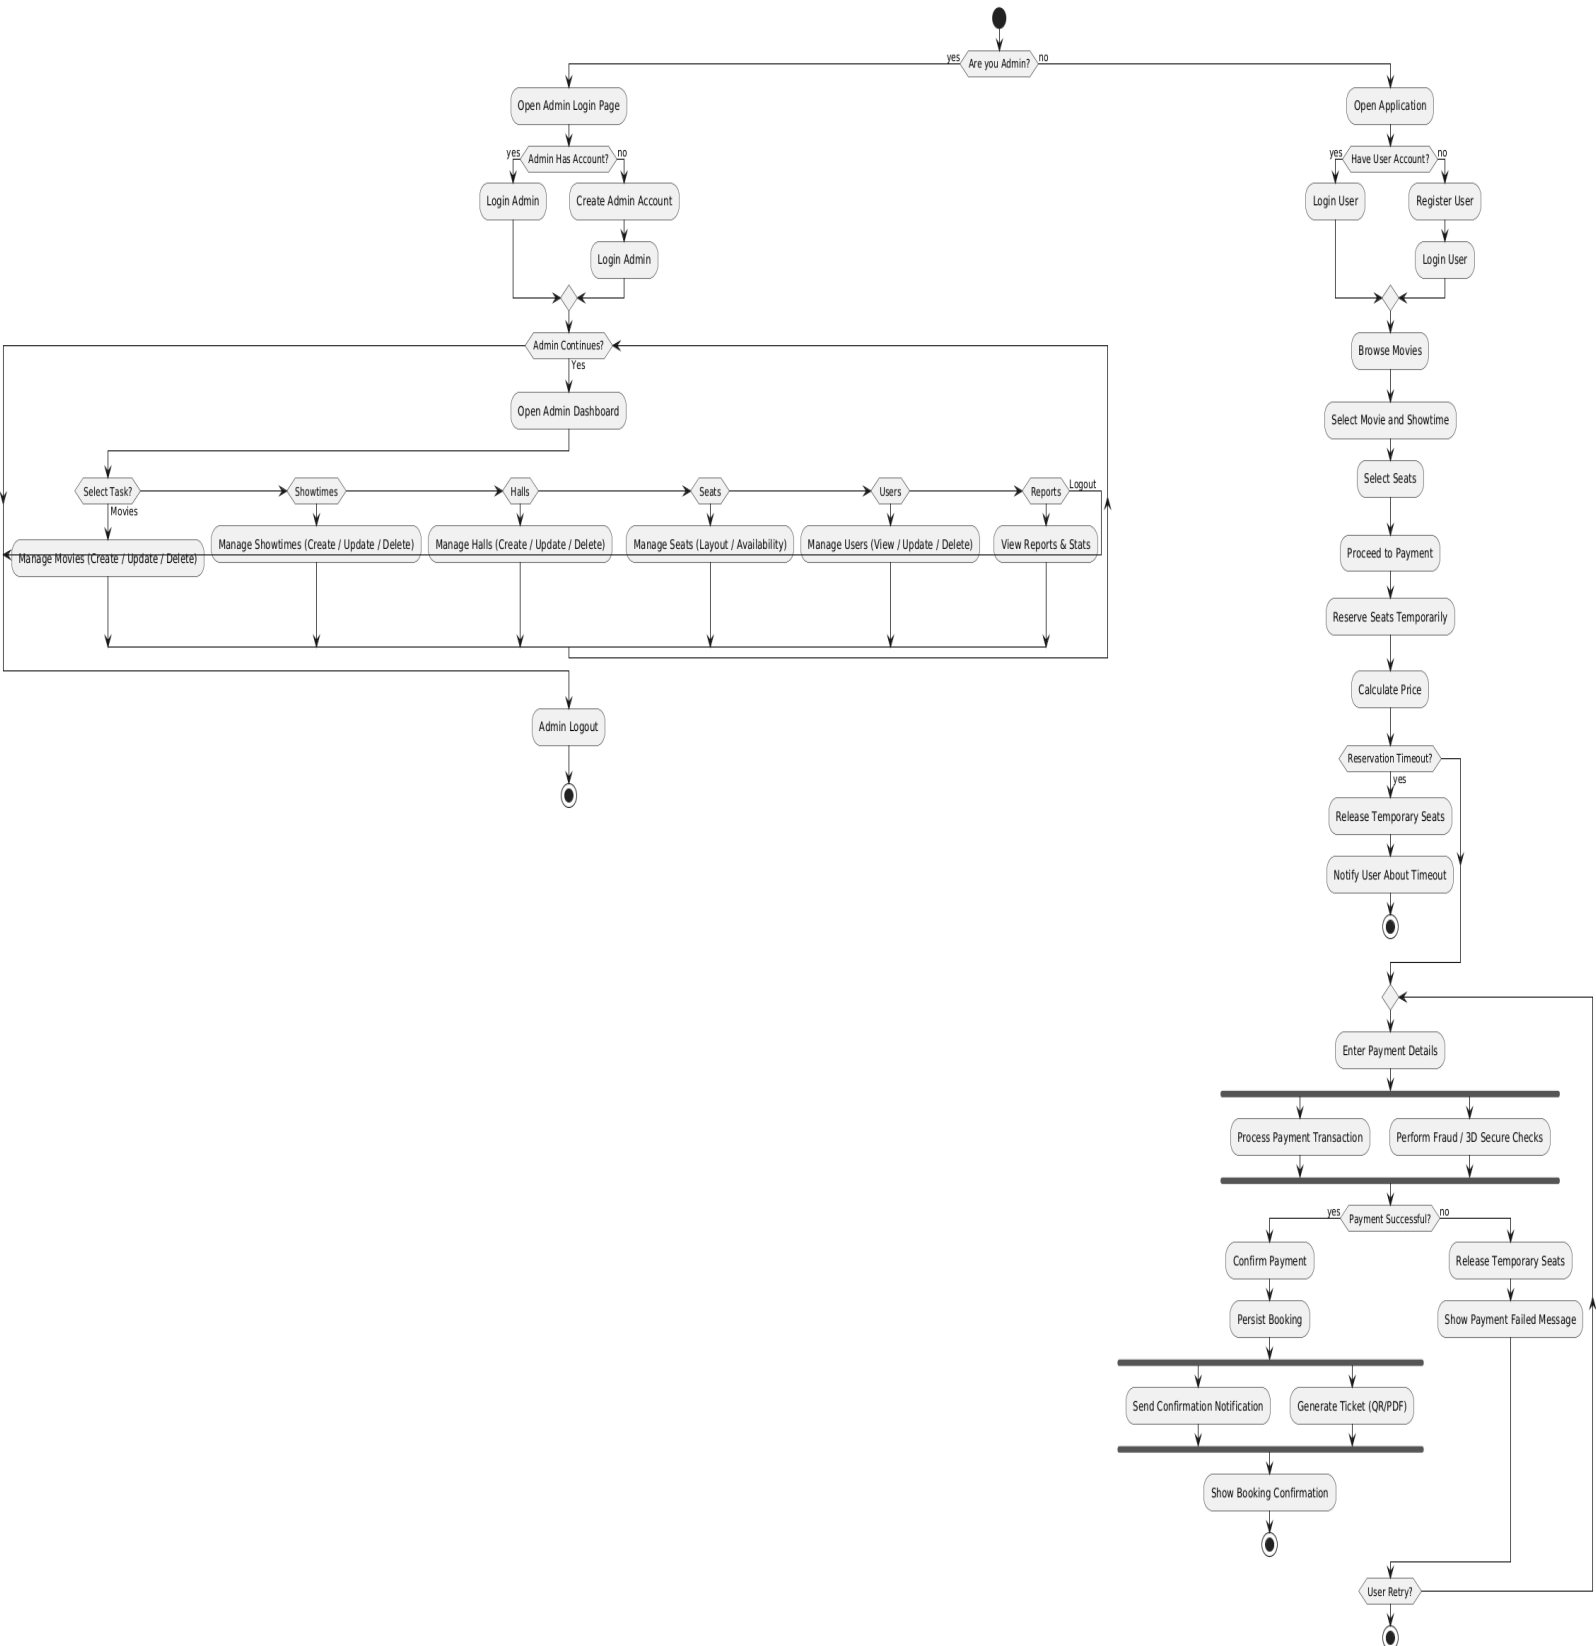 yes
Are you Admin?
no
Open Admin Login Page
Open Application
yes
Admin Has Account?
no
yes
Have User Account?
no
Login Admin
Create Admin Account
Login User
Register User
Login Admin
Login User
Admin Continues?
Yes
Browse Movies
Open Admin Dashboard
Select Movie and Showtime
Select Seats
Select Task?
Movies
Showtimes
Halls
Seats
Users
Reports
Logout
Manage Movies (Create / Update / Delete)
Manage Showtimes (Create / Update / Delete)
Manage Halls (Create / Update / Delete)
Manage Seats (Layout / Availability)
Manage Users (View / Update / Delete)
View Reports & Stats
Proceed to Payment
Reserve Seats Temporarily
Calculate Price
Admin Logout
Reservation Timeout?
yes
Release Temporary Seats
Notify User About Timeout
Enter Payment Details
Process Payment Transaction
Perform Fraud / 3D Secure Checks
yes
Payment Successful?
no
Confirm Payment
Release Temporary Seats
Persist Booking
Show Payment Failed Message
Send Confirmation Notification
Generate Ticket (QR/PDF)
Show Booking Confirmation
User Retry?